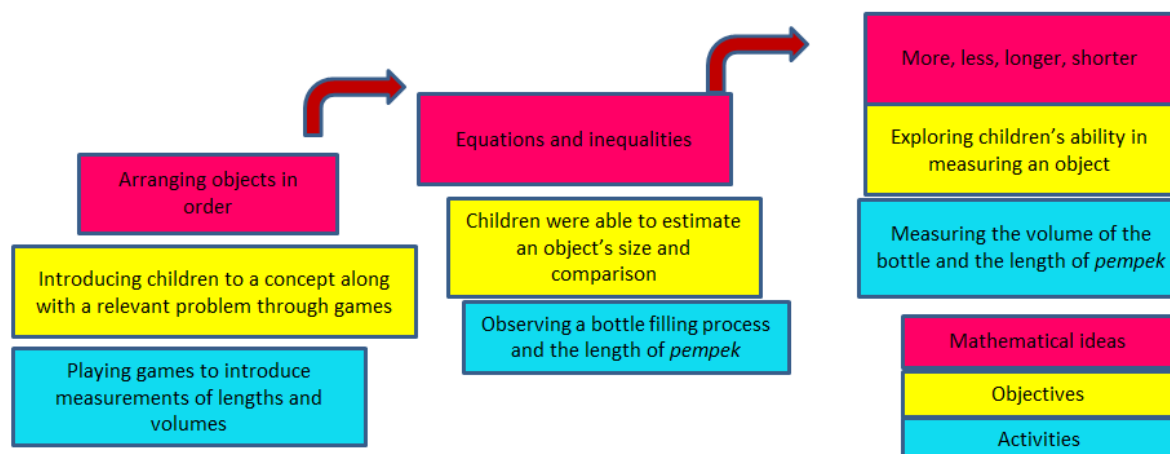 Arranging objects in
order
Introducing children to a concept along
with a relevant problem through games
Playing games to introduce
measurements of lengths and
volumes
Equations and inequalities
Children were able to estimate
an object’s size and
comparison
Observing a bottle filling process
and the length of pempek
More, less, longer, shorter
Exploring children’s ability in
measuring an object
Measuring the volume of the
bottle and the length of pempek
Mathematical ideas
Objectives
Activities